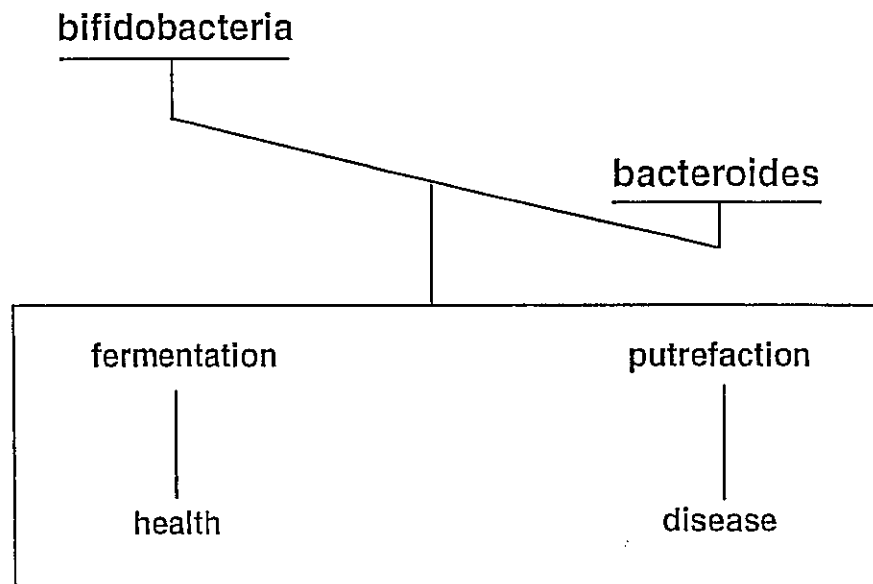 bifidobacteria
bacteroides
fermentation
putrefaction
health
disease